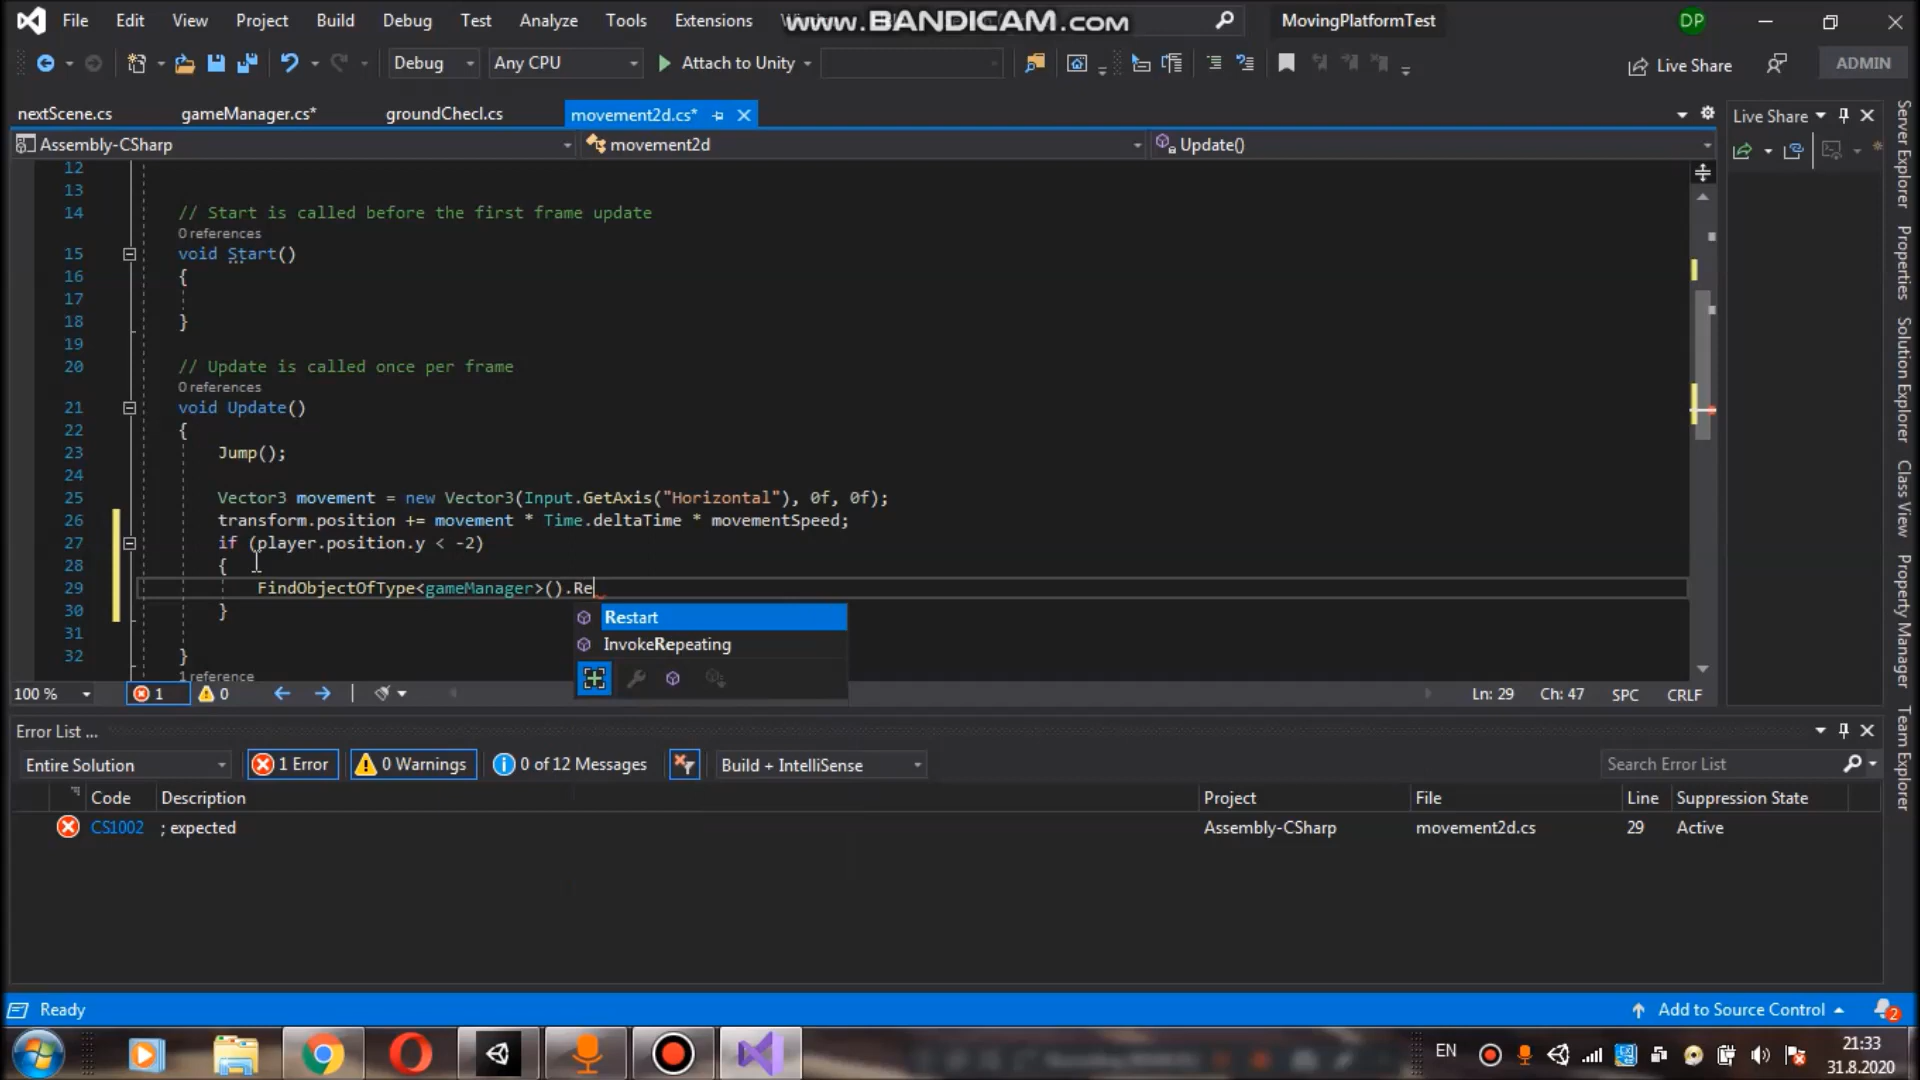 File Edit View Project Build Debug Test Analyze Tools Extensions www.BANDICAM.com MovingPlatformTest DP
Debug Any CPU Attach to Unity Live Share ADMIN
nextScene.cs gameManager.cs* groundChecl.cs movement2d.cs* Live Share
Assembly-CSharp movement2d Update()
12
13
14 // Start is called before the first frame update
0 references
15 void Start()
16 {
17
18 }
19
20 // Update is called once per frame
0 references
21 void Update()
22 {
23 Jump();
24
25 Vector3 movement = new Vector3(Input.GetAxis("Horizontal"), 0f, 0f);
26 transform.position += movement * Time.deltaTime * movementSpeed;
27 if (player.position.y < -2)
28 {
29 FindObjectOfType<gameManager>().Re
30 }
31
32 }
1 reference
Restart
InvokeRepeating
100 % 1 0 Ln: 29 Ch: 47 SPC CRLF
Error List ...
Entire Solution 1 Error 0 Warnings 0 of 12 Messages Build + IntelliSense Search Error List
Code Description Project File Line Suppression State
CS1002 ; expected Assembly-CSharp movement2d.cs 29 Active
Server Explorer
Properties
Solution Explorer
Class View
Property Manager
Team Explorer
Ready Add to Source Control 2
EN 21:33
31.8.2020